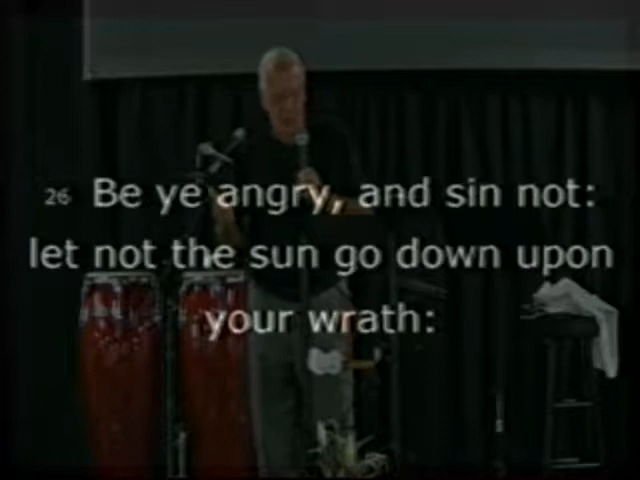 26 Be ye angry, and sin not:
let not the sun go down upon
your wrath: